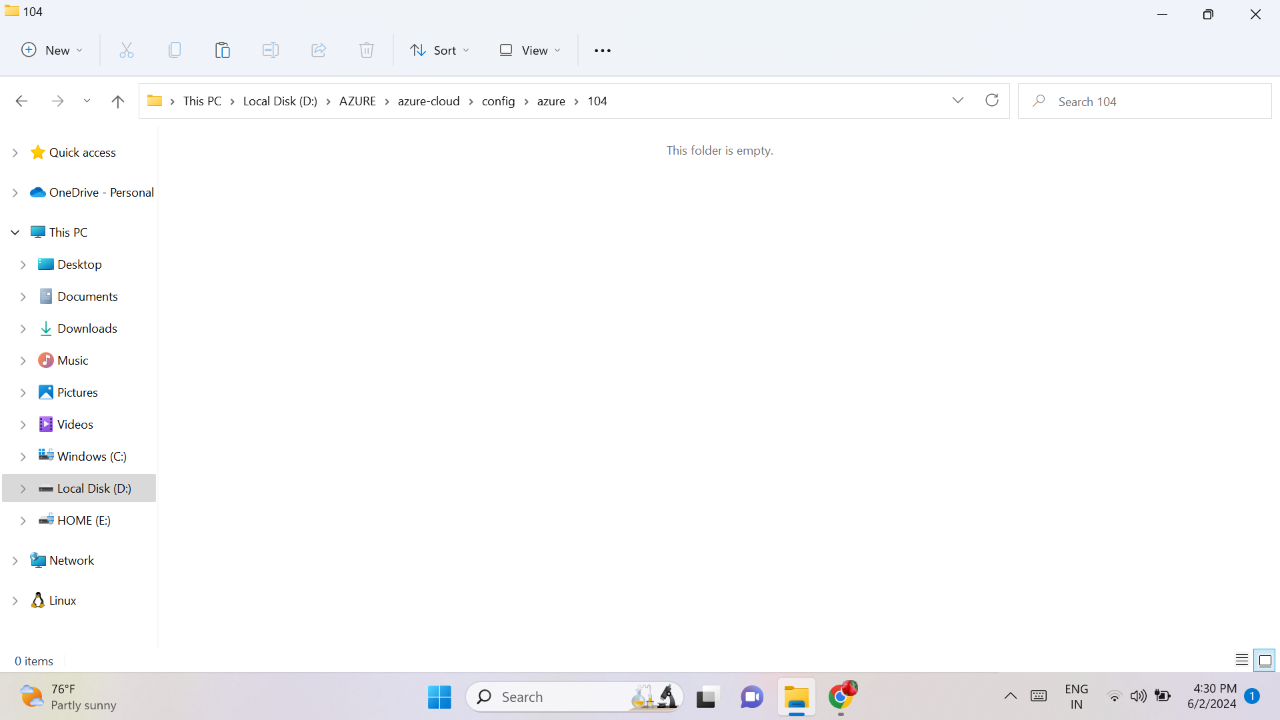 104
New
Sort
View
This PC
Local Disk (D:)
AZURE
azure-cloud
config
azure
104
Search 104
Quick access
OneDrive - Personal
This PC
Desktop
Documents
Downloads
Music
Pictures
Videos
Windows (C:)
Local Disk (D:)
HOME (E:)
Network
Linux
This folder is empty.
0 items
76°F
Partly sunny
Search
ENG
IN
4:30 PM
6/2/2024
1